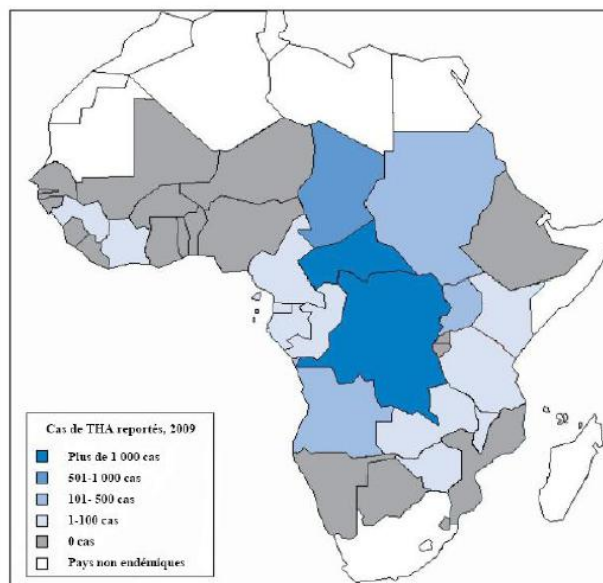 Cas de THA reportés, 2009
Plus de 1 000 cas
501-1 000 cas
101- 500 cas
1-100 cas
0 cas
Pays non endémiques